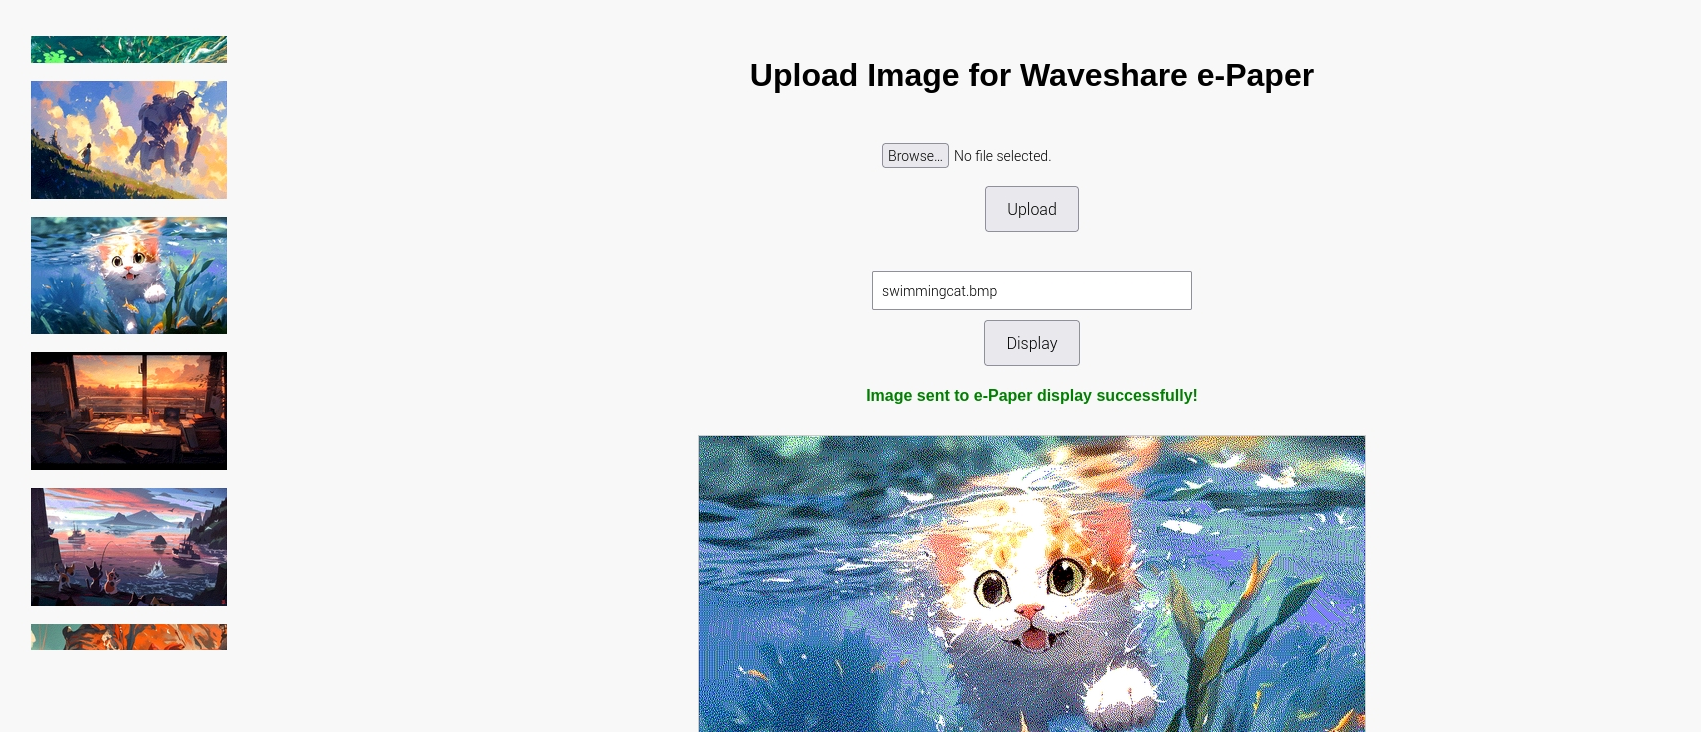 Upload Image for Waveshare e-Paper
Browse... No file selected.
Upload
swimmingcat.bmp
Display
Image sent to e-Paper display successfully!